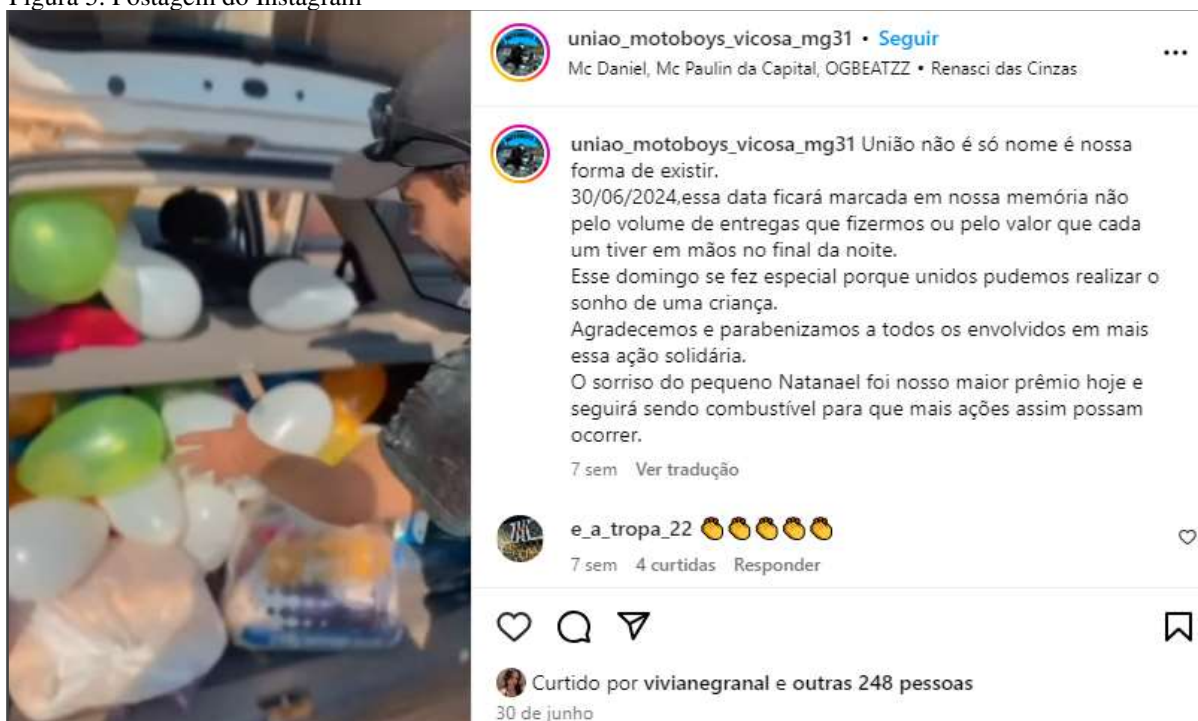 Figura 5. Postagem do Instagram
uniao_motoboys_vicosa_mg31 • Seguir
Mc Daniel, Mc Paulin da Capital, OGBEATZZ • Renasci das Cinzas
uniao_motoboys_vicosa_mg31 União não é só nome é nossa
forma de existir.
30/06/2024,essa data ficará marcada em nossa memória não
pelo volume de entregas que fizermos ou pelo valor que cada
um tiver em mãos no final da noite.
Esse domingo se fez especial porque unidos pudemos realizar o
sonho de uma criança.
Agradecemos e parabenizamos a todos os envolvidos em mais
essa ação solidária.
O sorriso do pequeno Natanael foi nosso maior prêmio hoje e
seguirá sendo combustível para que mais ações assim possam
ocorrer.
7 sem Ver tradução
e_a_tropa_22 👏👏👏👏👏
7 sem 4 curtidas Responder
Curtido por vivianegranal e outras 248 pessoas
30 de junho